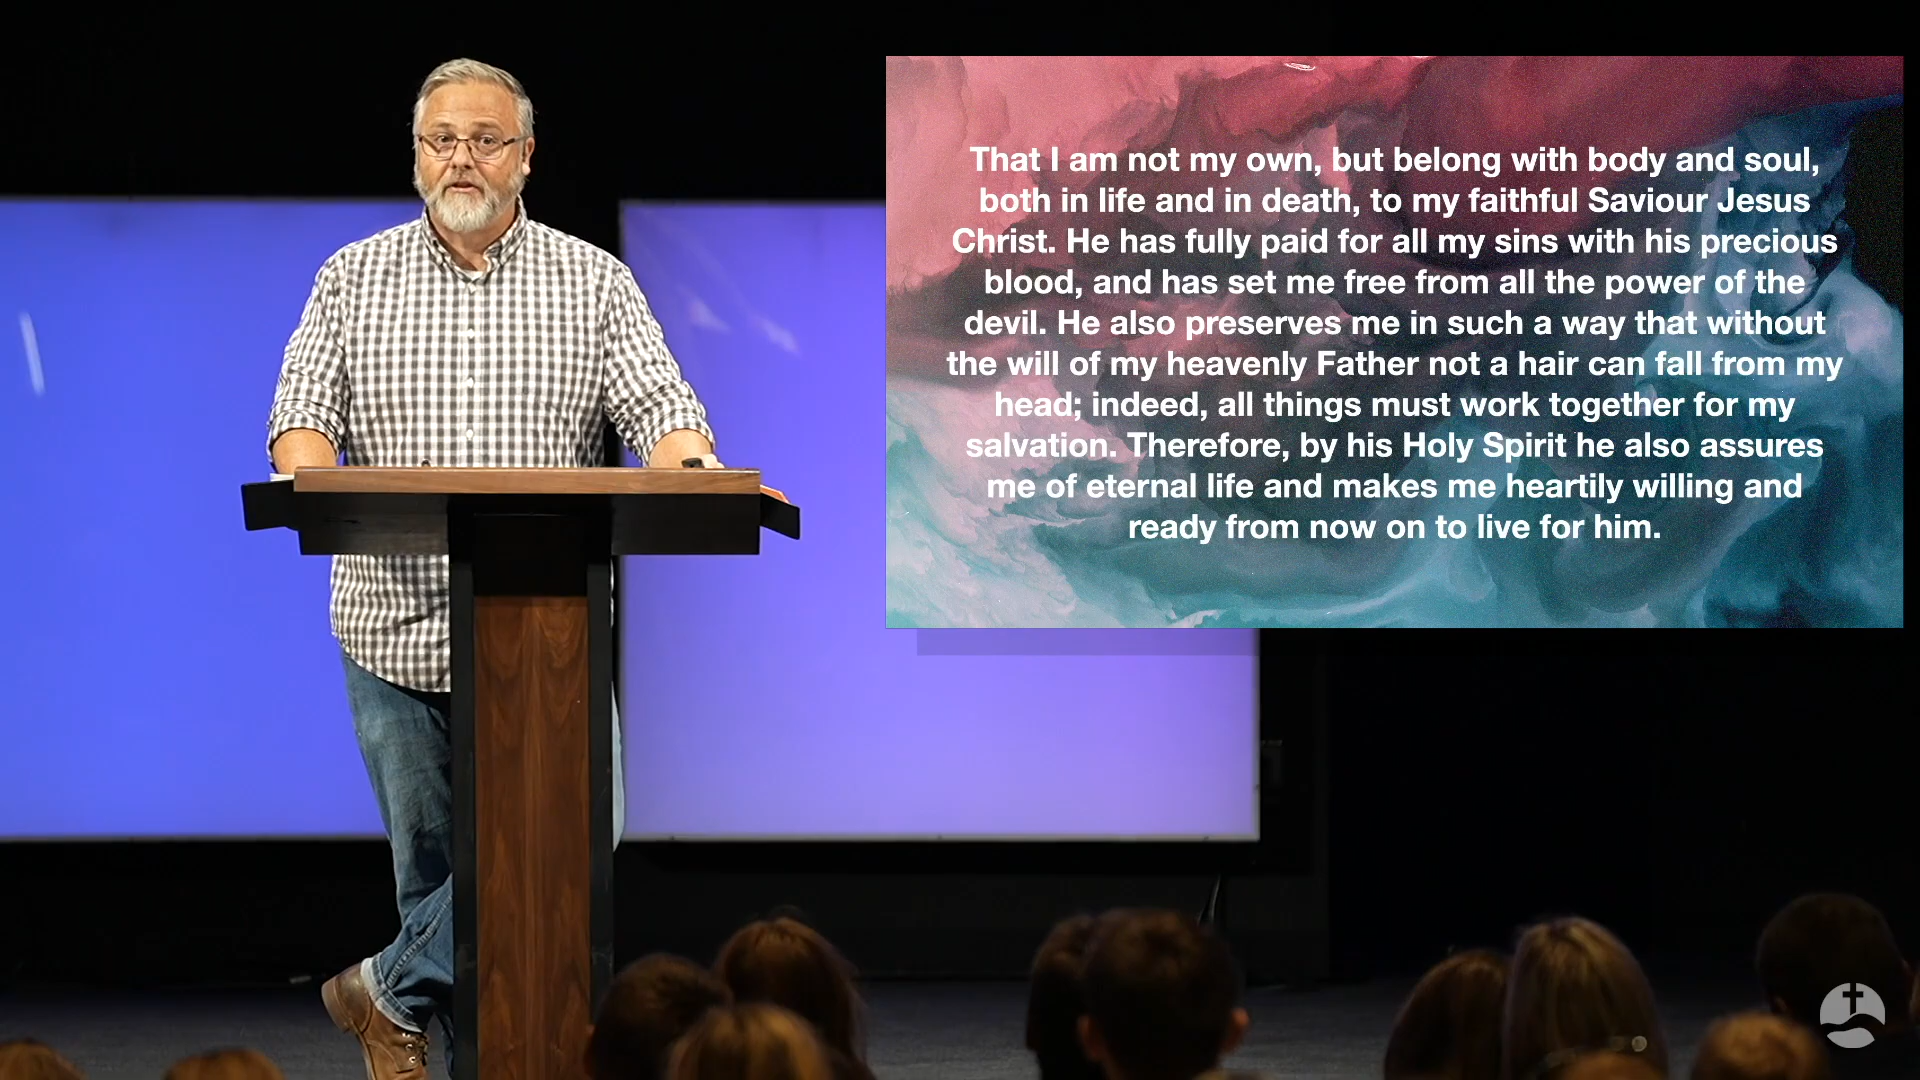 That I am not my own, but belong with body and soul,
both in life and in death, to my faithful Saviour Jesus
Christ. He has fully paid for all my sins with his precious
blood, and has set me free from all the power of the
devil. He also preserves me in such a way that without
the will of my heavenly Father not a hair can fall from my
head; indeed, all things must work together for my
salvation. Therefore, by his Holy Spirit he also assures
me of eternal life and makes me heartily willing and
ready from now on to live for him.